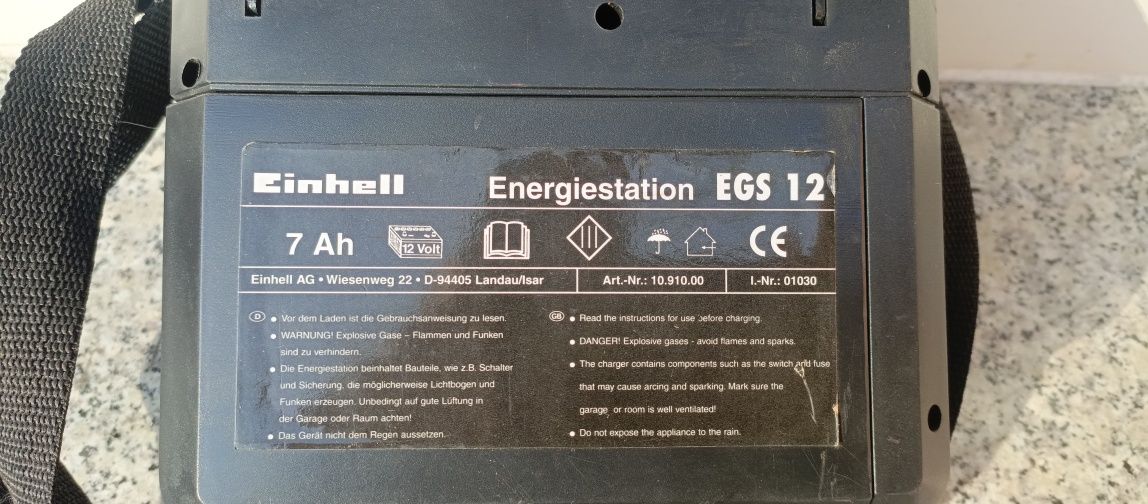 Einhell Energiestation EGS 12
7 Ah 12 Volt CE
Einhell AG • Wiesenweg 22 • D-94405 Landau/Isar Art.-Nr.: 10.910.00 I.-Nr.: 01030
D • Vor dem Laden ist die Gebrauchsanweisung zu lesen.
• WARNUNG! Explosive Gase – Flammen und Funken
sind zu verhindern.
• Die Energiestation beinhaltet Bauteile, wie z.B. Schalter
und Sicherung, die möglicherweise Lichtbogen und
Funken erzeugen. Unbedingt auf gute Lüftung in
der Garage oder Raum achten!
• Das Gerät nicht dem Regen aussetzen.
GB • Read the instructions for use before charging.
• DANGER! Explosive gases - avoid flames and sparks.
• The charger contains components such as the switch and fuse
that may cause arcing and sparking. Mark sure the
garage or room is well ventilated!
• Do not expose the appliance to the rain.